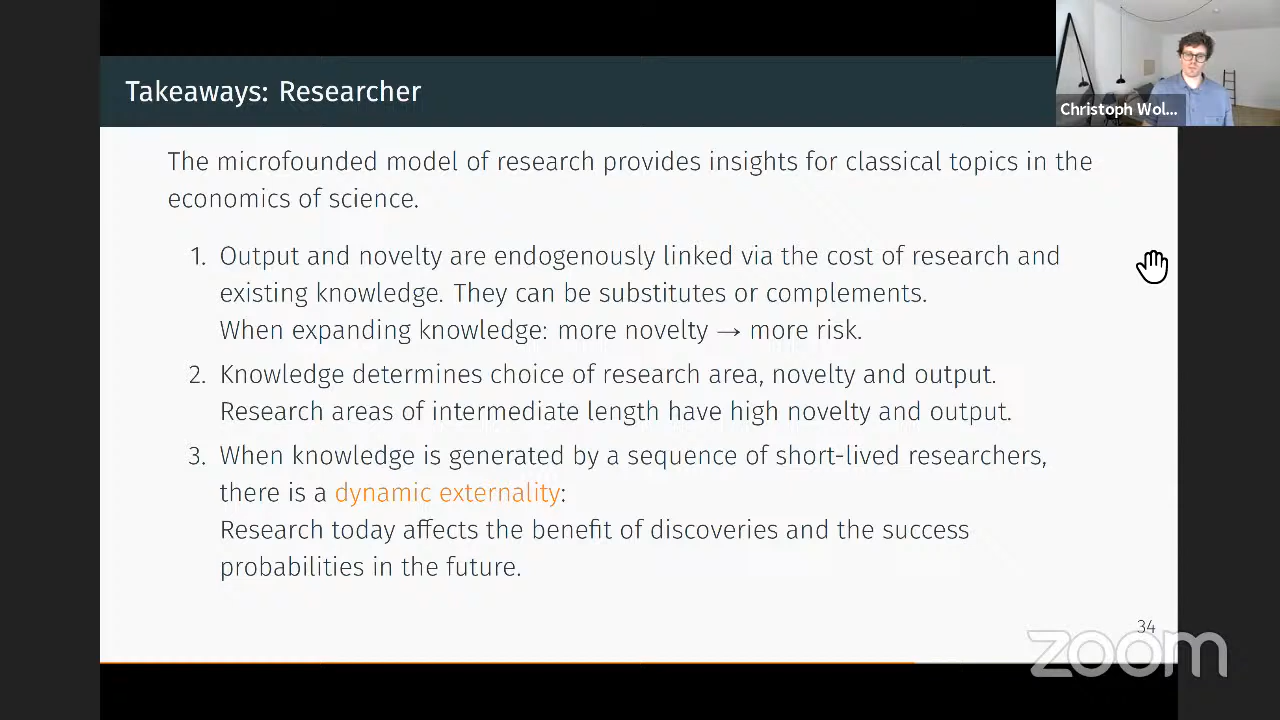 Takeaways: Researcher
Christoph Wol...
The microfounded model of research provides insights for classical topics in the
economics of science.
1. Output and novelty are endogenously linked via the cost of research and
existing knowledge. They can be substitutes or complements.
When expanding knowledge: more novelty → more risk.
2. Knowledge determines choice of research area, novelty and output.
Research areas of intermediate length have high novelty and output.
3. When knowledge is generated by a sequence of short-lived researchers,
there is a dynamic externality:
Research today affects the benefit of discoveries and the success
probabilities in the future.
34
zoom